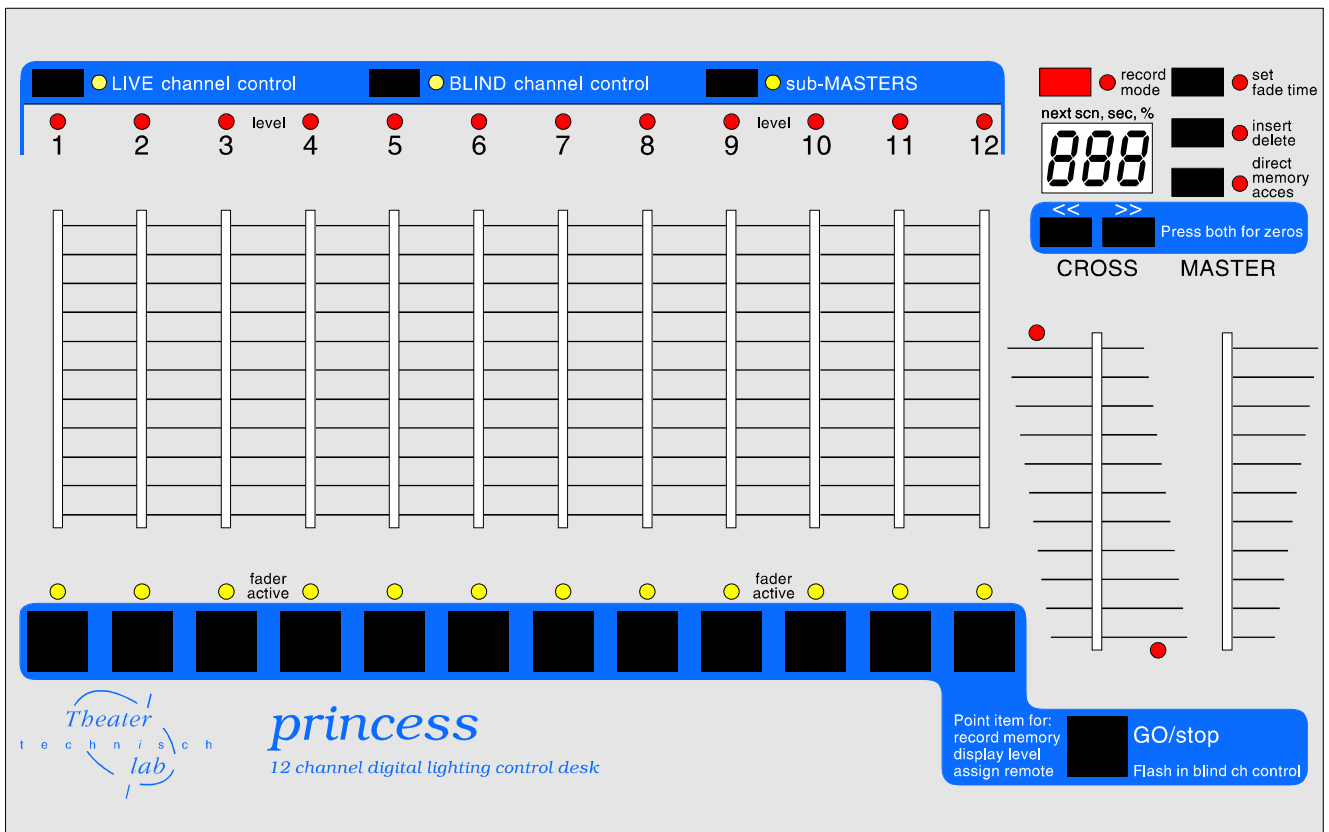 LIVE channel control
BLIND channel control
sub-MASTERS
level
level
1 2 3 4 5 6 7 8 9 10 11 12
record
mode
set
fade time
next scn, sec, %
888
insert
delete
direct
memory
acces
<< >>
Press both for zeros
CROSS MASTER
fader
active
fader
active
Theater
technisch
lab
princess
12 channel digital lighting control desk
Point item for:
record memory
display level
assign remote
GO/stop
Flash in blind ch control